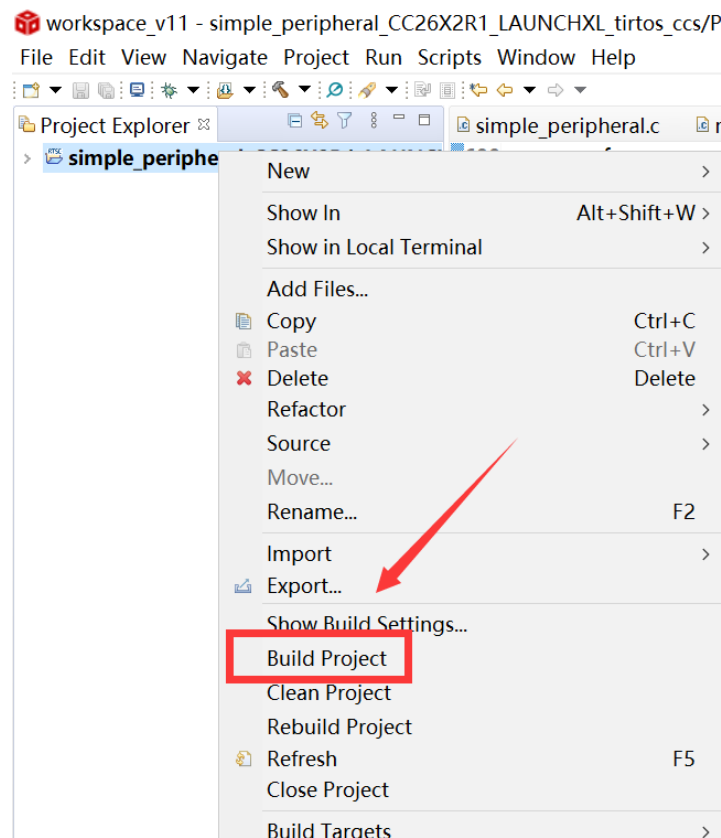 workspace_v11 - simple_peripheral_CC26X2R1_LAUNCHXL_tirtos_ccs/P
File Edit View Navigate Project Run Scripts Window Help
Project Explorer simple_peripheral.c
simple_periphe
New
Show In Alt+Shift+W
Show in Local Terminal
Add Files...
Copy Ctrl+C
Paste Ctrl+V
Delete Delete
Refactor
Source
Move...
Rename... F2
Import
Export...
Show Build Settings...
Build Project
Clean Project
Rebuild Project
Refresh F5
Close Project
Build Targets